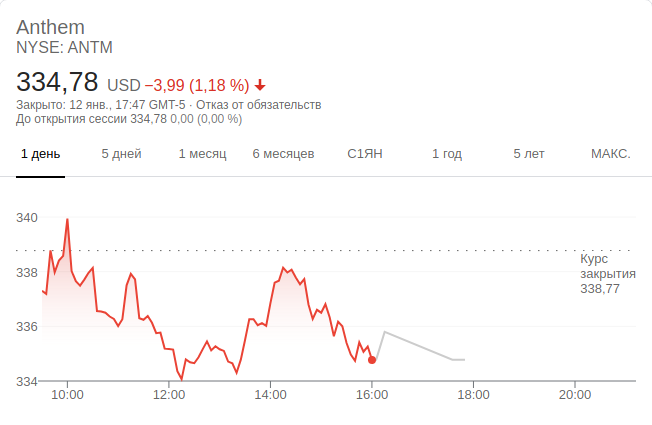 Anthem
NYSE: ANTM
334,78 USD −3,99 (1,18 %)
Закрыто: 12 янв., 17:47 GMT-5 · Отказ от обязательств
До открытия сессии 334,78 0,00 (0,00 %)
1 день 5 дней 1 месяц 6 месяцев С1ЯН 1 год 5 лет МАКС.
340
338
336
334
Курс
закрытия
338,77
10:00 12:00 14:00 16:00 18:00 20:00